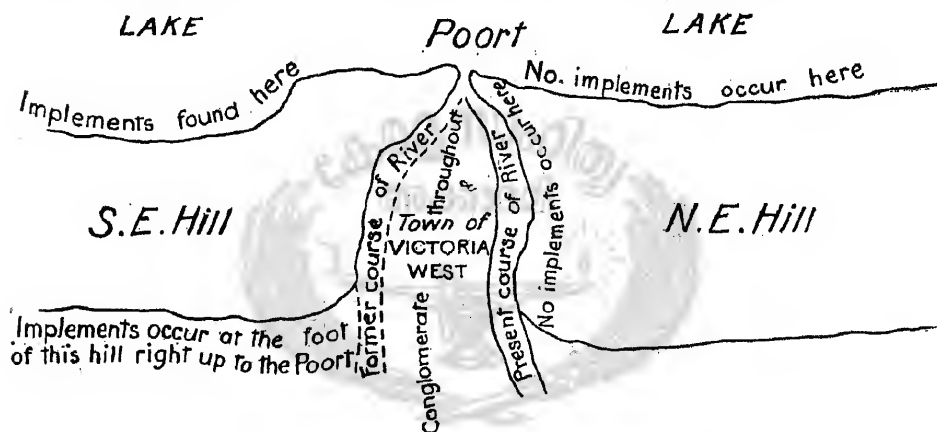 LAKE
Poort
LAKE
Implements found here
No. implements occur here
S.E. Hill
Former course of River
Conglomerate throughout
&
Town of
VICTORIA
WEST
Present course of River
No implements occur here
N.E. Hill
Implements occur at the foot
of this hill right up to the Poort